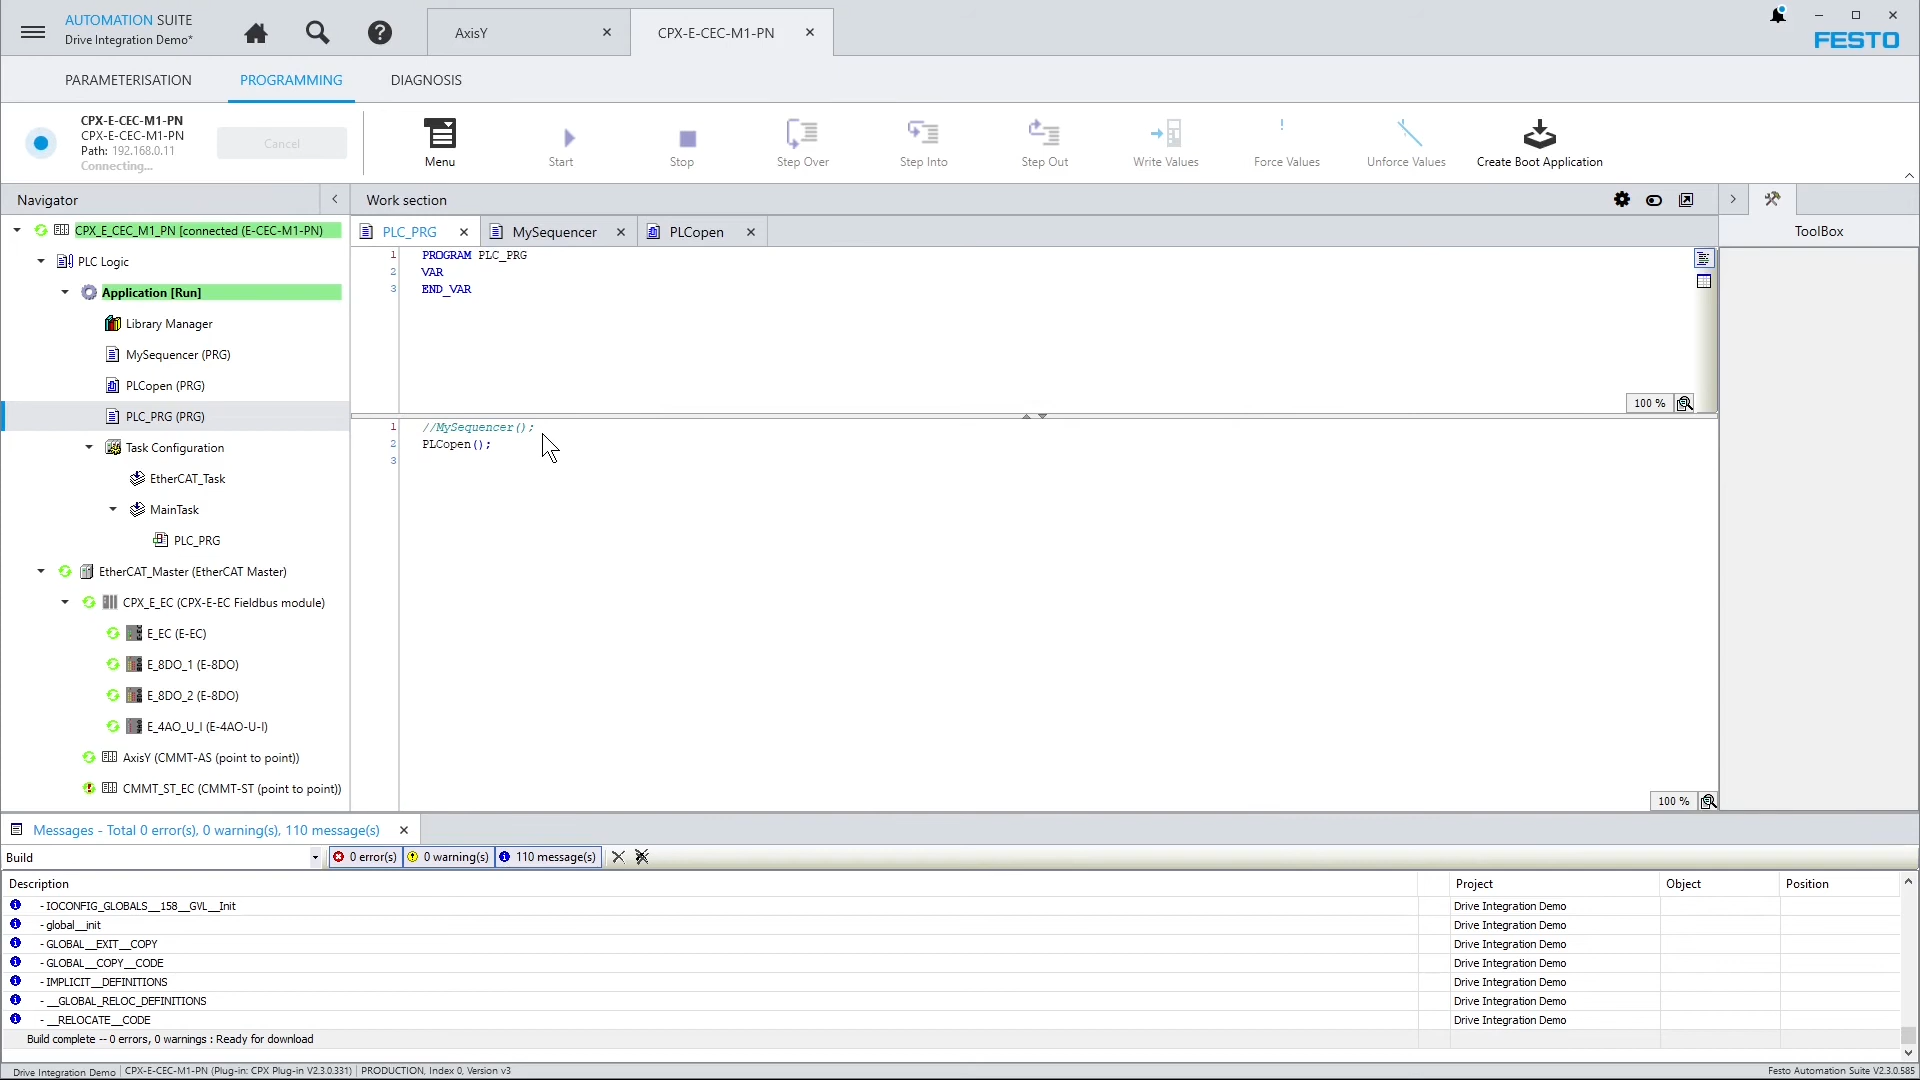 AUTOMATION SUITE
Drive Integration Demo*
AxisY
CPX-E-CEC-M1-PN
FESTO
PARAMETERISATION
PROGRAMMING
DIAGNOSIS
CPX-E-CEC-M1-PN
CPX-E-CEC-M1-PN
Path: 192.168.0.11
Connecting...
Cancel
Menu
Start
Stop
Step Over
Step Into
Step Out
Write Values
Force Values
Unforce Values
Create Boot Application
Navigator
Work section
ToolBox
CPX_E_CEC_M1_PN [connected (E-CEC-M1-PN)
PLC Logic
Application [Run]
Library Manager
MySequencer (PRG)
PLCopen (PRG)
PLC_PRG (PRG)
Task Configuration
EtherCAT_Task
MainTask
PLC_PRG
EtherCAT_Master (EtherCAT Master)
CPX_E_EC (CPX-E-EC Fieldbus module)
E_EC (E-EC)
E_8DO_1 (E-8DO)
E_8DO_2 (E-8DO)
E_4AO_U_I (E-4AO-U-I)
AxisY (CMMT-AS (point to point))
CMMT_ST_EC (CMMT-ST (point to point))
PLC_PRG
MySequencer
PLCopen
1 PROGRAM PLC_PRG
2 VAR
3 END_VAR
100 %
1 //MySequencer();
2 PLCopen();
3
100 %
Messages - Total 0 error(s), 0 warning(s), 110 message(s)
Build
0 error(s)
0 warning(s)
110 message(s)
Description Project Object Position
- IOCONFIG_GLOBALS__158__GVL__Init Drive Integration Demo
- global__init Drive Integration Demo
- GLOBAL__EXIT__COPY Drive Integration Demo
- GLOBAL__COPY__CODE Drive Integration Demo
- IMPLICIT__DEFINITIONS Drive Integration Demo
- __GLOBAL_RELOC_DEFINITIONS Drive Integration Demo
- __RELOCATE__CODE Drive Integration Demo
Build complete -- 0 errors, 0 warnings : Ready for download
Drive Integration Demo CPX-E-CEC-M1-PN (Plug-in: CPX Plug-in V2.3.0.331) PRODUCTION, Index 0, Version v3
Festo Automation Suite V2.3.0.585